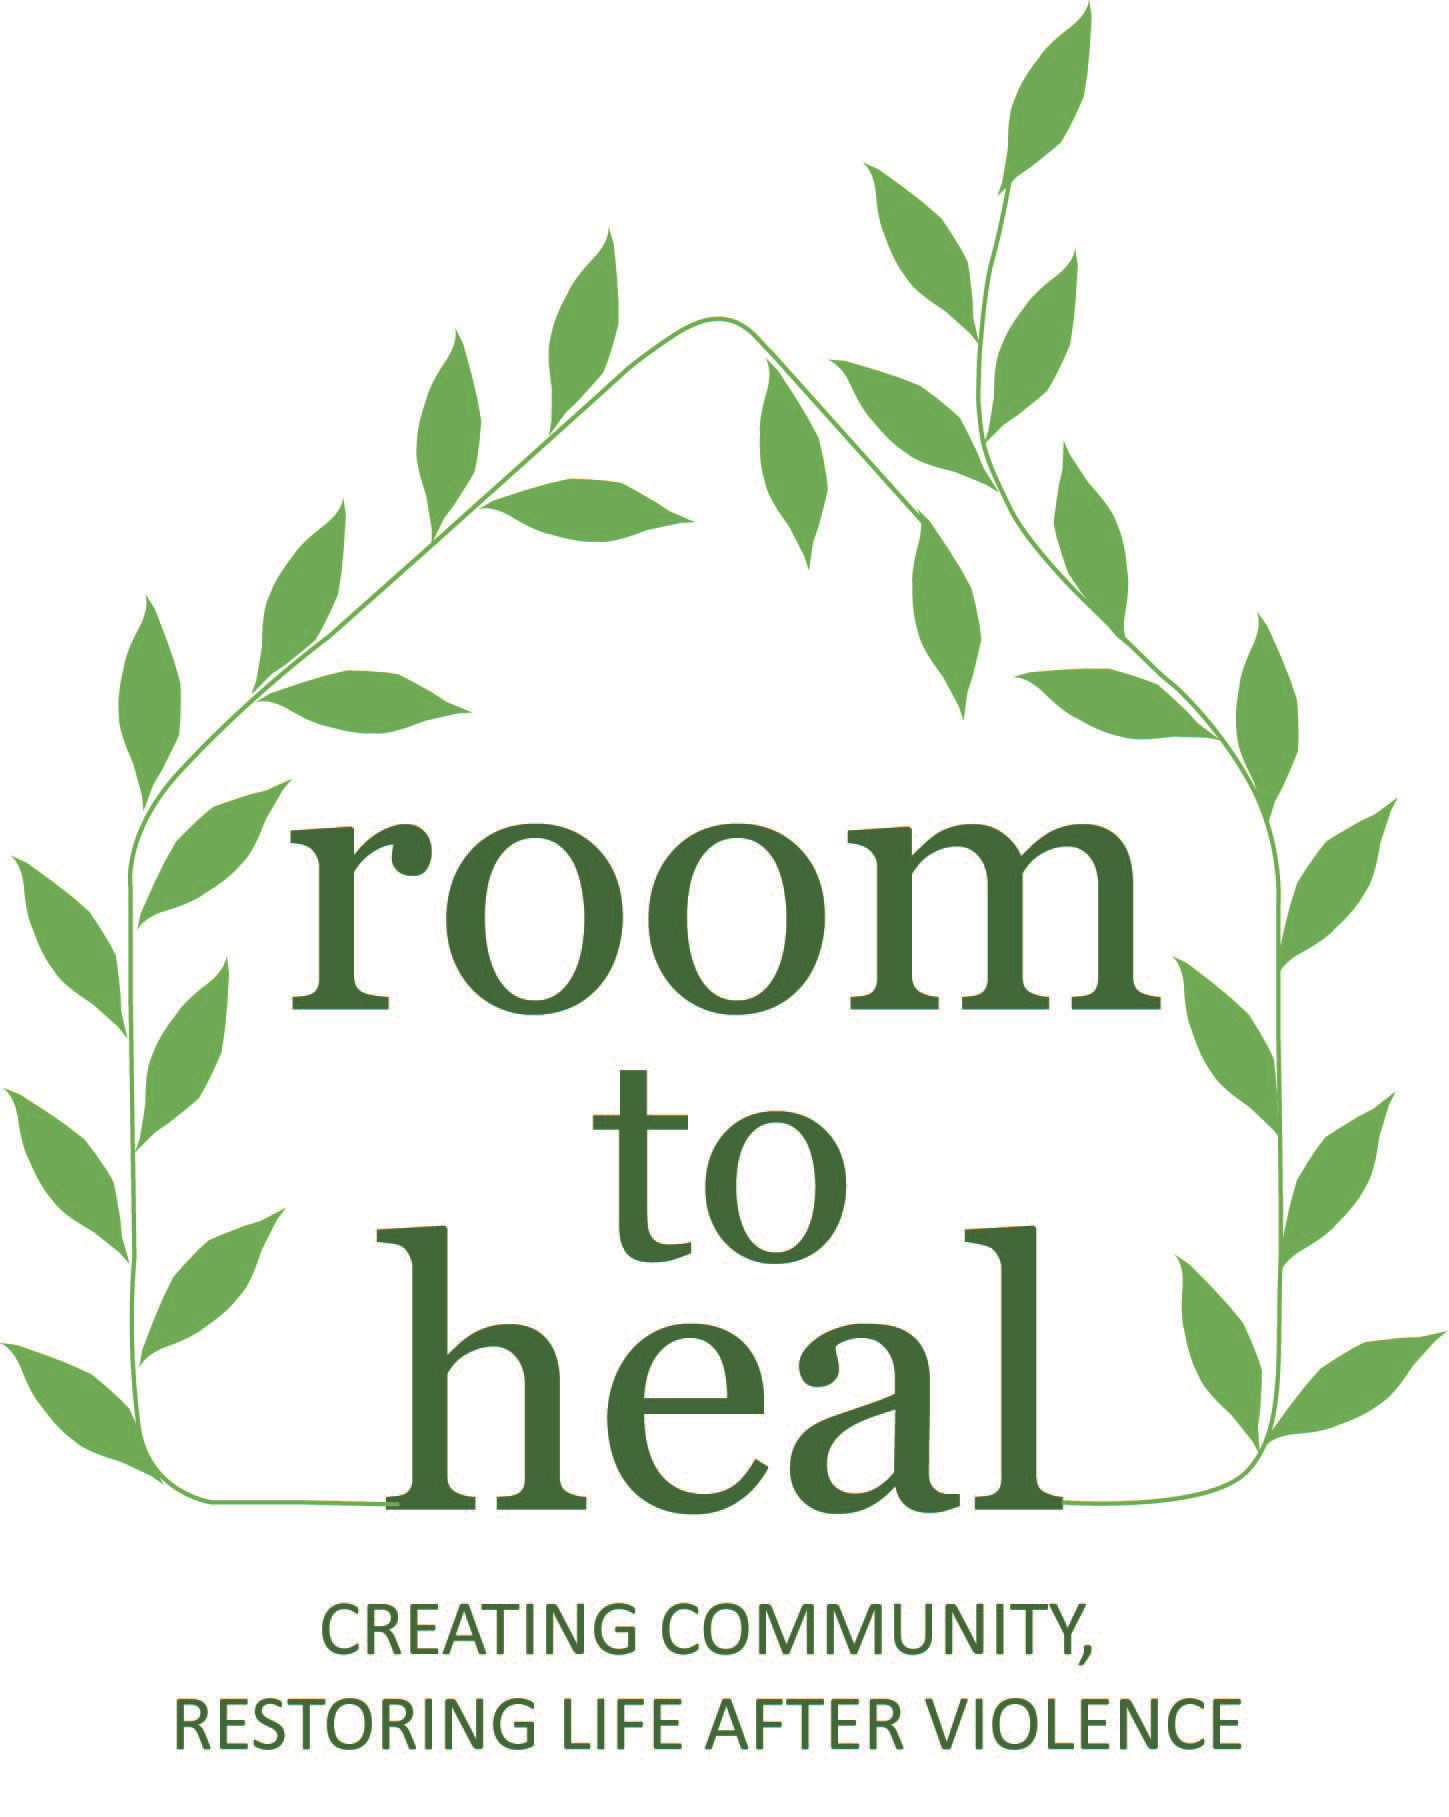 room
to
heal
CREATING COMMUNITY,
RESTORING LIFE AFTER VIOLENCE